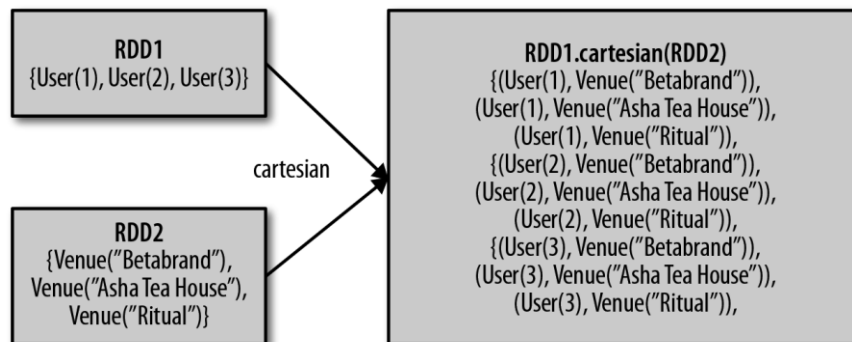 RDD1
{User(1), User(2), User(3)}
cartesian
RDD2
{Venue(”Betabrand”),
Venue(”Asha Tea House”),
Venue(”Ritual”)}
RDD1.cartesian(RDD2)
{(User(1), Venue(”Betabrand”)),
(User(1), Venue(”Asha Tea House”)),
(User(1), Venue(”Ritual”)),
{(User(2), Venue(”Betabrand”)),
(User(2), Venue(”Asha Tea House”)),
(User(2), Venue(”Ritual”)),
{(User(3), Venue(”Betabrand”)),
(User(3), Venue(”Asha Tea House”)),
(User(3), Venue(”Ritual”)),